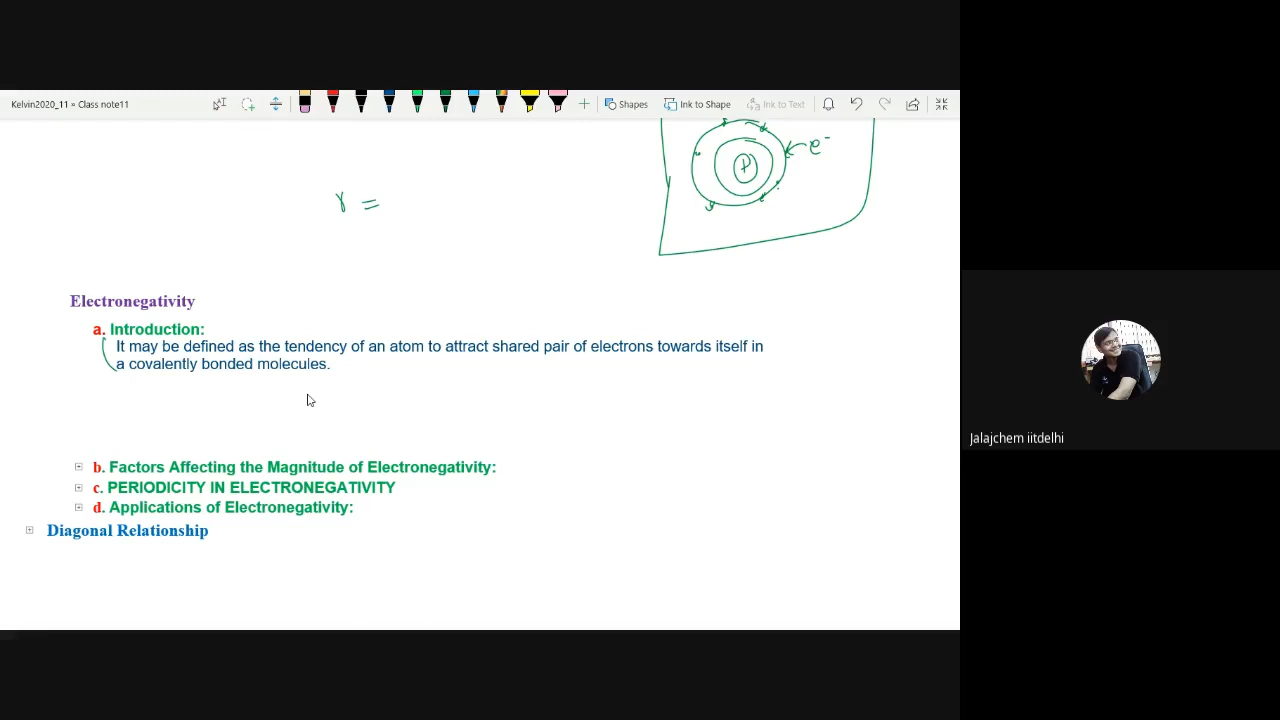 Kelvin2020_11 » Class note11
Shapes
Ink to Shape
Ink to Text
e⁻
P
r =
Electronegativity
a. Introduction:
It may be defined as the tendency of an atom to attract shared pair of electrons towards itself in
a covalently bonded molecules.
Jalajchem iitdelhi
b. Factors Affecting the Magnitude of Electronegativity:
c. PERIODICITY IN ELECTRONEGATIVITY
d. Applications of Electronegativity:
Diagonal Relationship